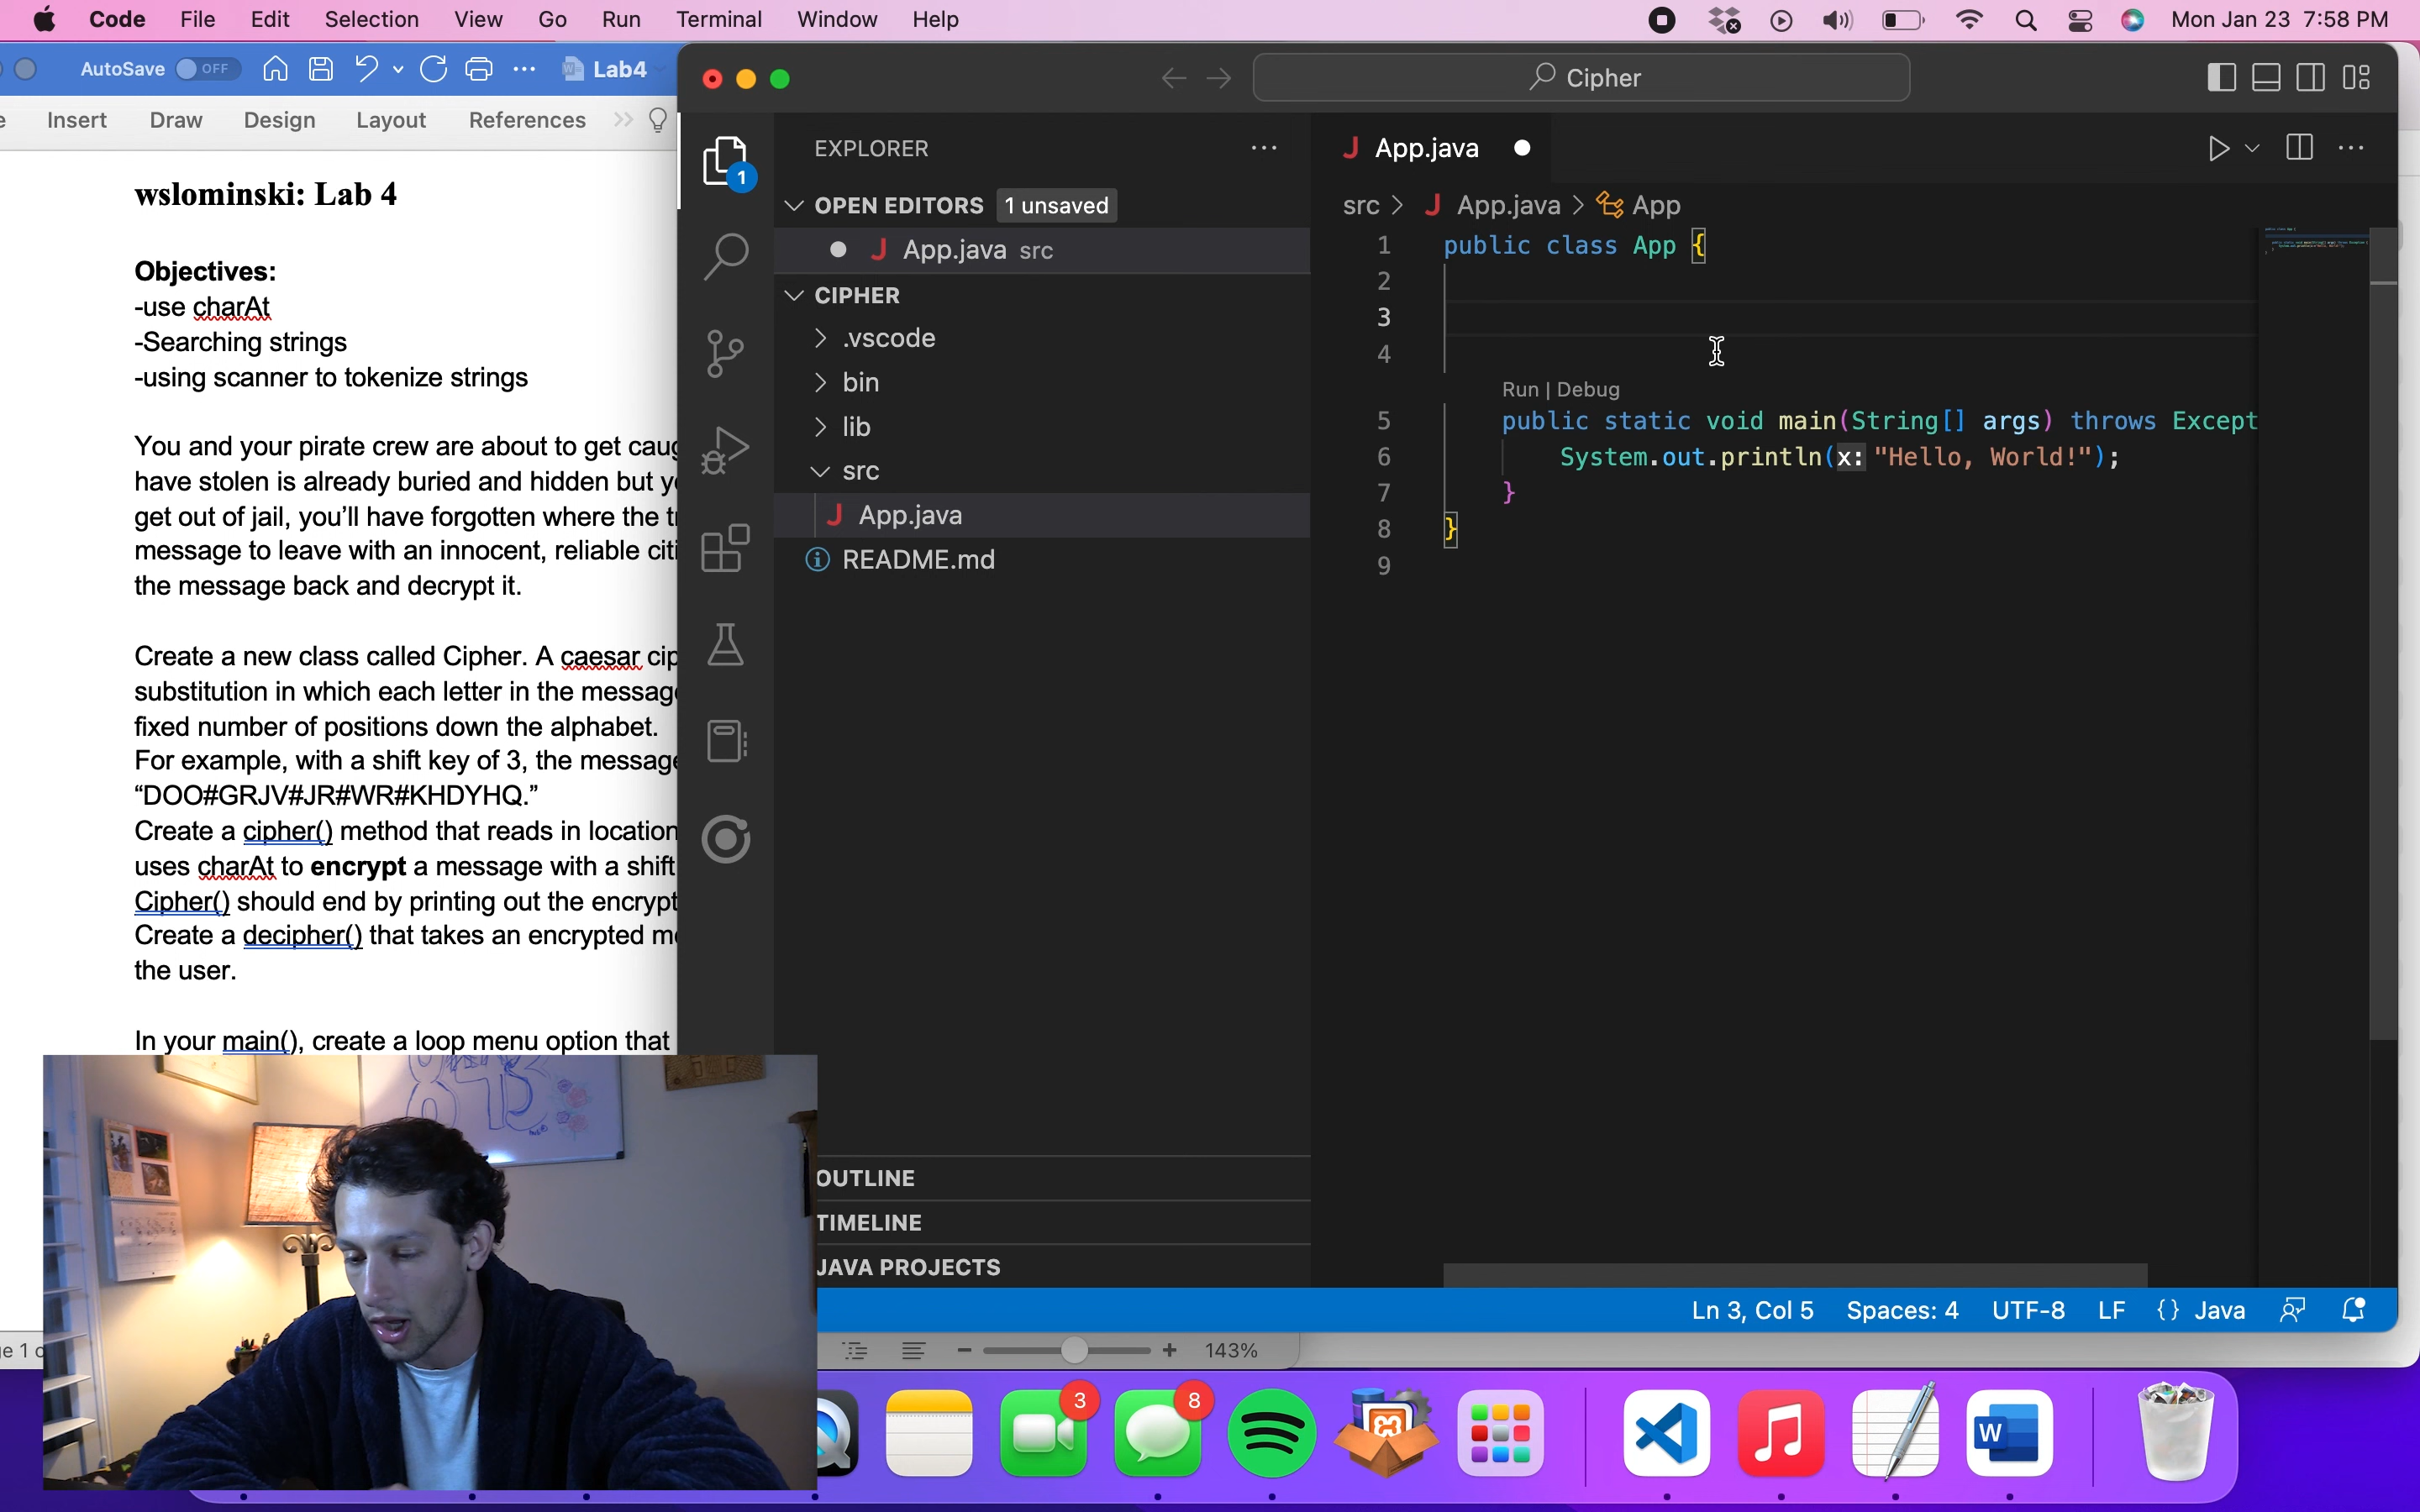 Code File Edit Selection View Go Run Terminal Window Help Mon Jan 23 7:58 PM
AutoSave OFF Lab4
Insert Draw Design Layout References
wslominski: Lab 4
Objectives:
-use charAt
-Searching strings
-using scanner to tokenize strings
You and your pirate crew are about to get
have stolen is already buried and hidden but
get out of jail, you’ll have forgotten where the
message to leave with an innocent, reliable
the message back and decrypt it.
Create a new class called Cipher. A caesar
substitution in which each letter in the
fixed number of positions down the alphabet.
For example, with a shift key of 3, the
“DOO#GRJV#JR#WR#KHDYHQ.”
Create a cipher() method that reads in location
uses charAt to encrypt a message with a shift
Cipher() should end by printing out the
Create a decipher() that takes an encrypted
the user.
In your main(), create a loop menu option that
Cipher
1
EXPLORER
OPEN EDITORS 1 unsaved
App.java src
CIPHER
.vscode
bin
lib
src
App.java
README.md
OUTLINE
TIMELINE
JAVA PROJECTS
App.java
src > App.java > App
1 public class App {
2
3
4
Run | Debug
5 public static void main(String[] args) throws Except
6 System.out.println(x: "Hello, World!");
7 }
8 }
9
Ln 3, Col 5 Spaces: 4 UTF-8 LF {} Java
143%
3
8
W